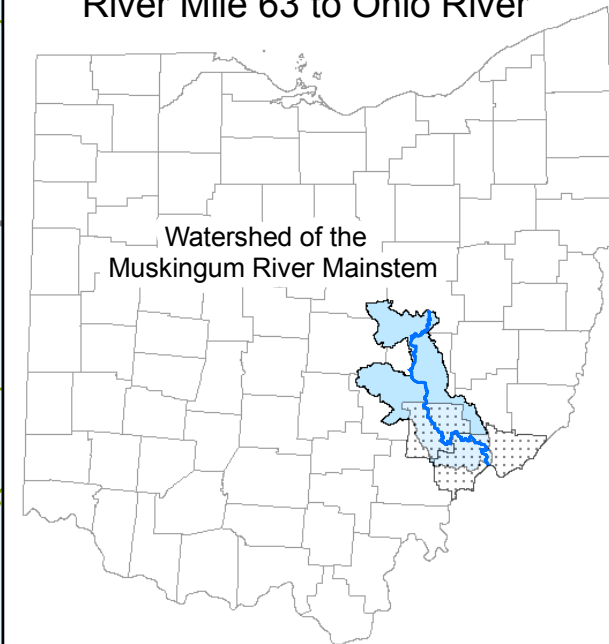 River Mile 63 to Ohio River
Watershed of the
Muskingum River Mainstem